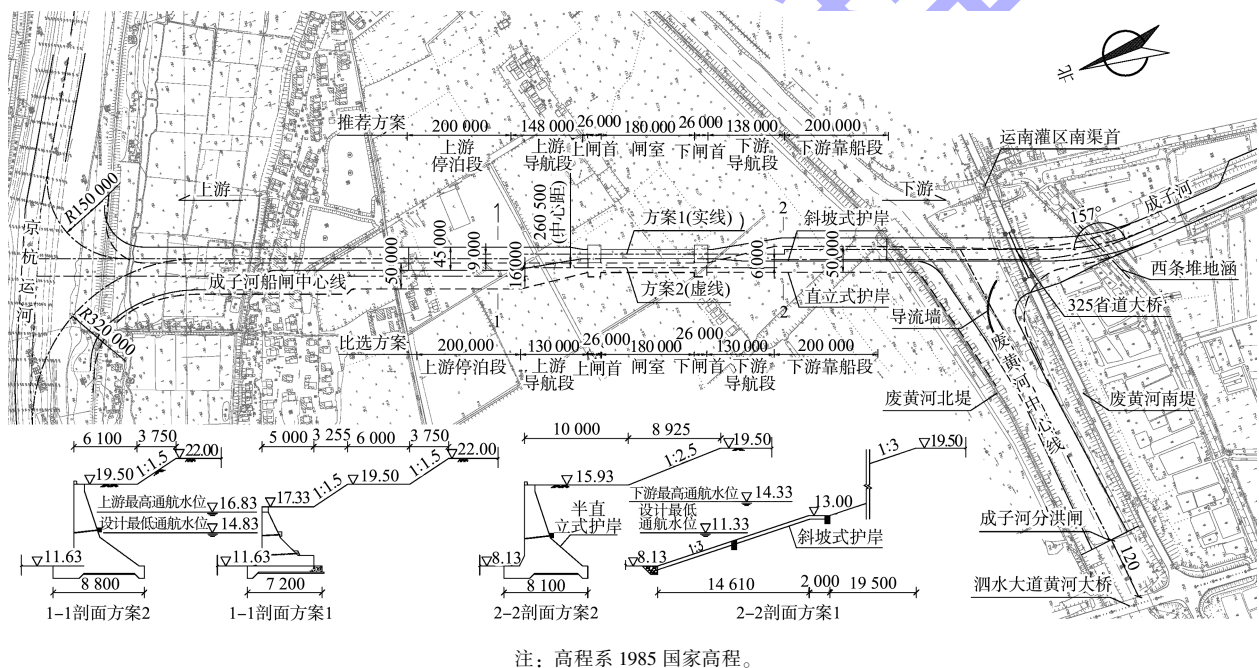 北
推荐方案
200 000
148 000
26 000
180 000
26 000
138 000
200 000
上游
停泊段
上游
导航段
上闸首
闸室
下闸首
下游
导航段
下游靠船段
运南灌区南渠首
R150 000
上游
下游
260 500
(中心距)
1
2
方案1(实线)
斜坡式护岸
157°
成子河
京杭运河
50 000
45 000
9 000
16 000
6 000
50 000
成子河船闸中心线
方案2(虚线)
直立式护岸
西条堆地涵
325省道大桥
导流墙
R320 000
1
2
比选方案
200,000
130 000
26 000
180 000
26 000
130 000
200 000
上游停泊段
上游
导航段
上闸首
闸室
下闸首
下游
导航段
下游靠船段
废黄河中心线
废黄河北堤
废黄河南堤
成子河分洪闸
120
泗水大道黄河大桥
6 100
3 750
22.00
1:1.5
19.50
上游最高通航水位
16.83
设计最低通航水位
14.83
11.63
8 800
1-1剖面方案2
5 000
3 255
6 000
3 750
22.00
1:1.5
19.50
1:1.5
17.33
11.63
7 200
1-1剖面方案1
10 000
8 925
19.50
1:2.5
15.93
半直
立式护岸
8.13
8 100
2-2剖面方案2
1:3
19.50
下游最高通航水位
14.33
13.00
设计最低
通航水位
11.33
斜坡式护岸
8.13
1:3
14 610
2 000
19 500
2-2剖面方案1
注：高程系 1985 国家高程。